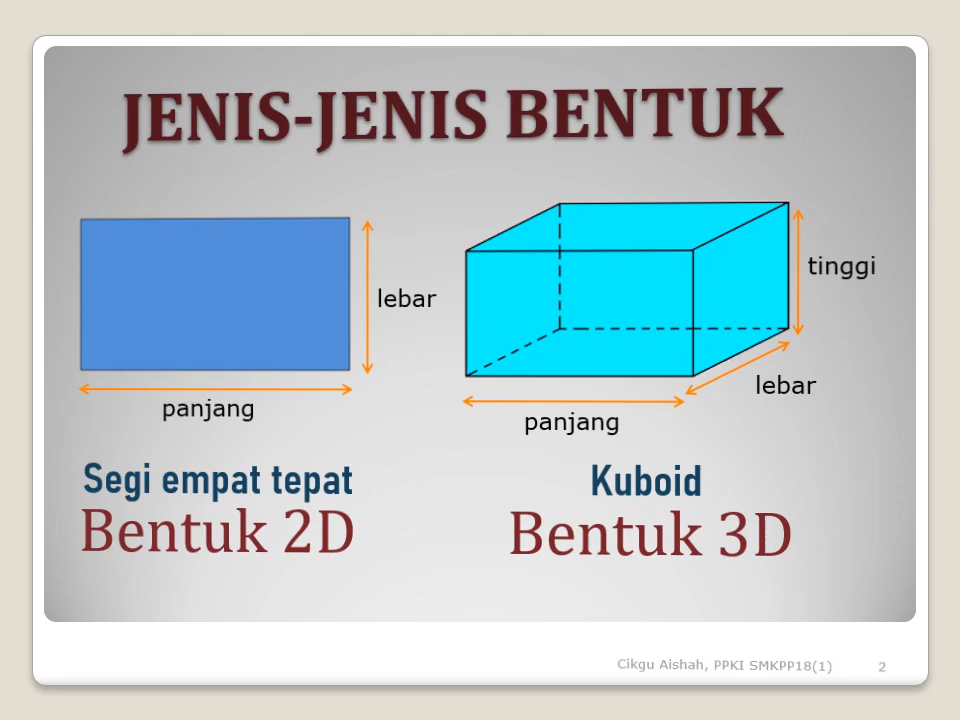 JENIS-JENIS BENTUK
lebar
panjang
tinggi
lebar
panjang
Segi empat tepat
Bentuk 2D
Kuboid
Bentuk 3D
Cikgu Aishah, PPKI SMKPP18(1)
2